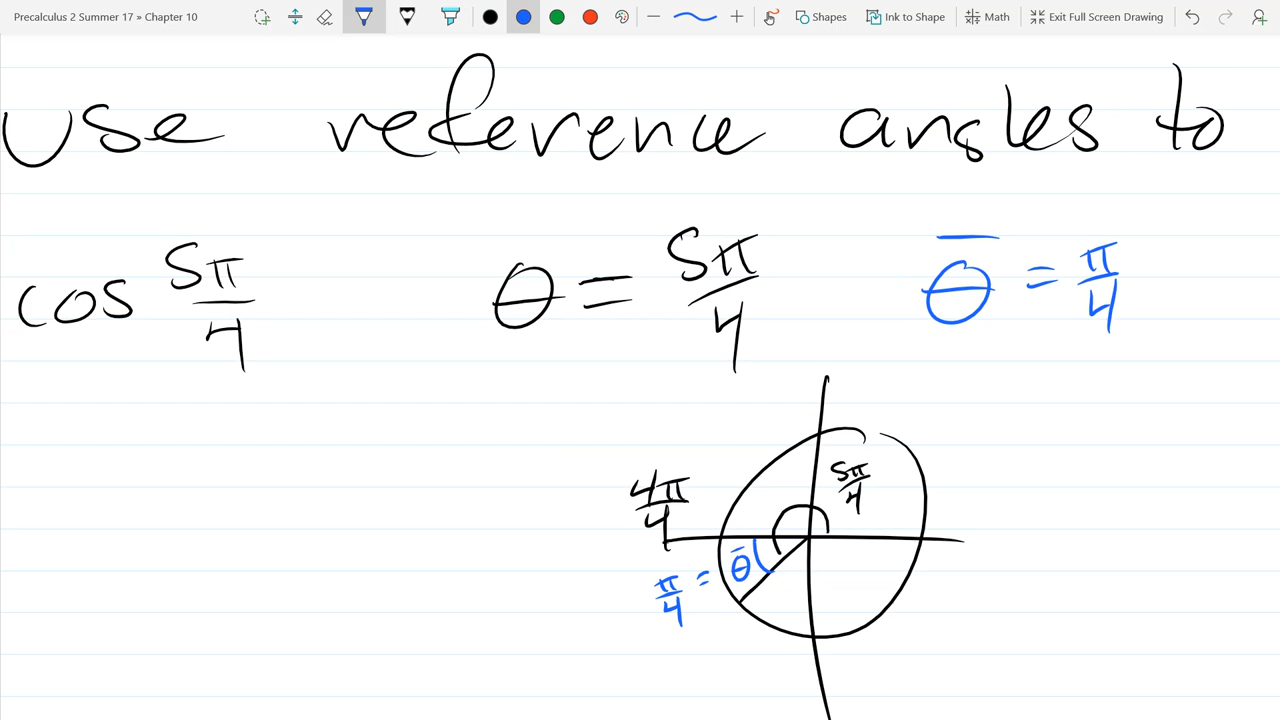 Precalculus 2 Summer 17 » Chapter 10
Shapes Ink to Shape Math Exit Full Screen Drawing
Use reference angles to
cos 5π/4 θ = 5π/4 θ̅ = π/4
5π/4
4π/4
π/4 = θ̅